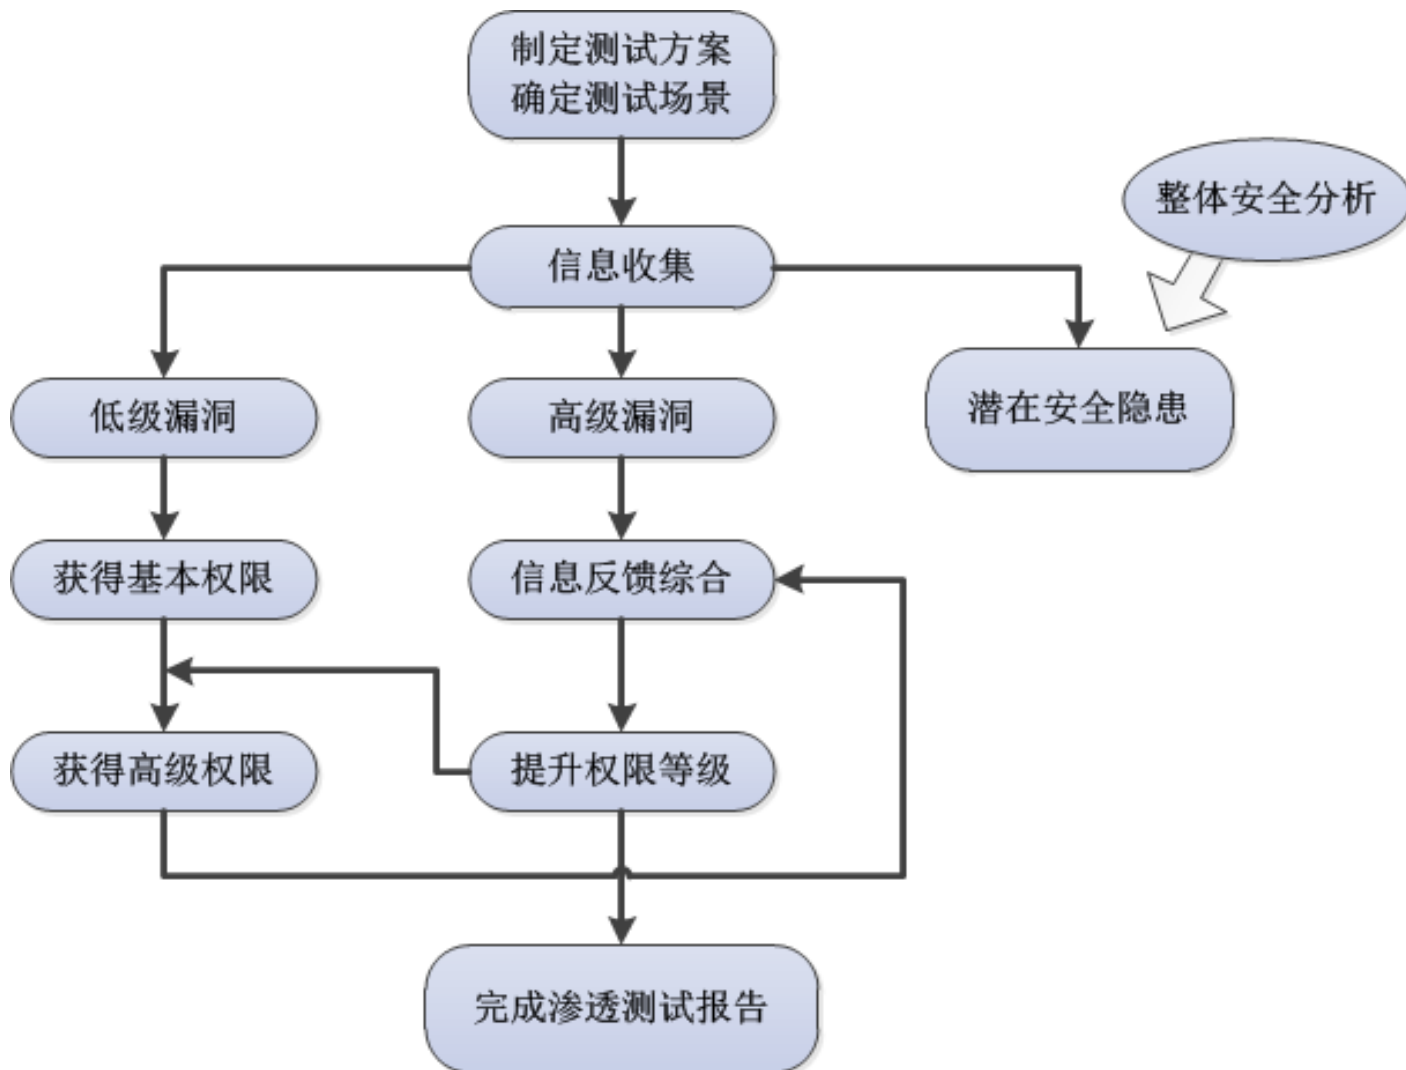 制定测试方案
确定测试场景
整体安全分析
信息收集
低级漏洞
高级漏洞
潜在安全隐患
获得基本权限
信息反馈综合
获得高级权限
提升权限等级
完成渗透测试报告